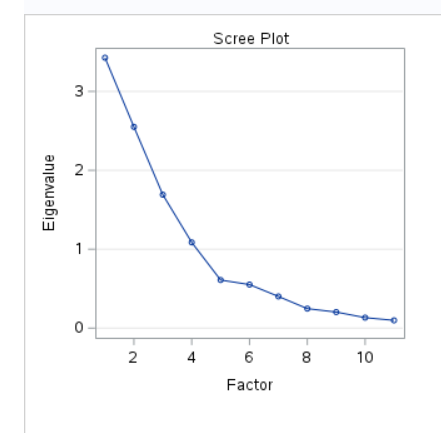 Scree Plot
3
2
1
0
Eigenvalue
2 4 6 8 10
Factor